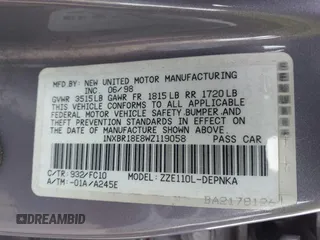 MFD. BY: NEW UNITED MOTOR MANUFACTURING
INC 06/98
GVWR 3515LB GAWR FR 1815LB RR 1720LB
THIS VEHICLE CONFORMS TO ALL APPLICABLE
FEDERAL MOTOR VEHICLE SAFETY, BUMPER,
AND THEFT PREVENTION STANDARDS IN EFFECT
ON THE DATE OF MANUFACTURE SHOWN ABOVE.
1NXBR18E8WZ119058 PASS CAR
C/TR: 932/FC10 MODEL: ZZE110L-DEPNKA
A/TM: -01A/A245E
DREAMBID